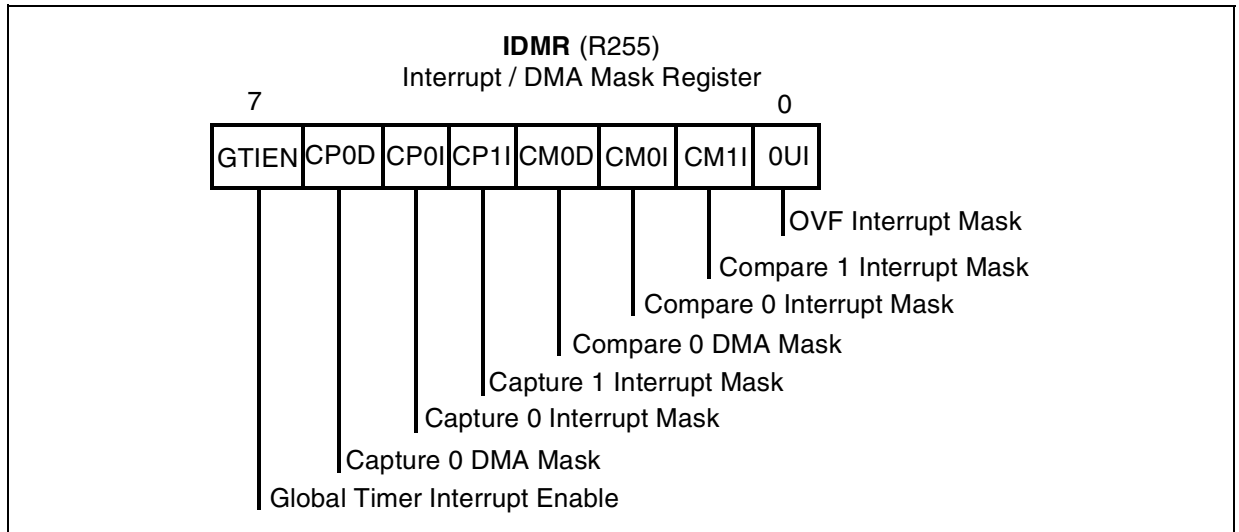 IDMR (R255)
Interrupt / DMA Mask Register
7 0
GTIEN CP0D CP0I CP1I CM0D CM0I CM1I 0UI
OVF Interrupt Mask
Compare 1 Interrupt Mask
Compare 0 Interrupt Mask
Compare 0 DMA Mask
Capture 1 Interrupt Mask
Capture 0 Interrupt Mask
Capture 0 DMA Mask
Global Timer Interrupt Enable